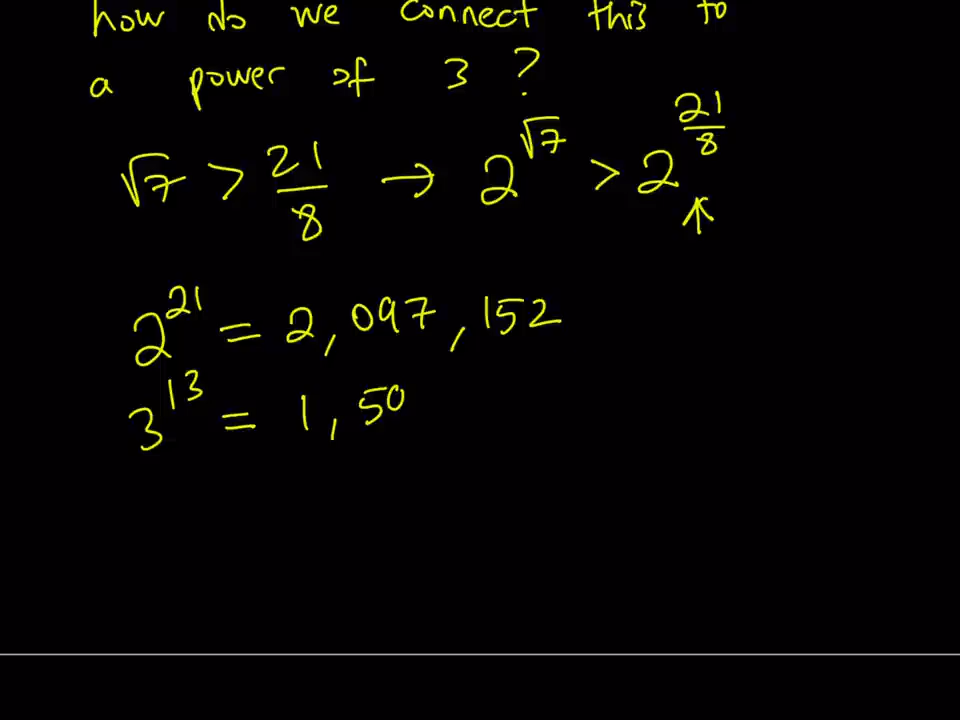 how do we connect this to
a power of 3 ?
√7 > 21/8 → 2^√7 > 2^21/8
↑
2^21 = 2,097,152
3^13 = 1,50